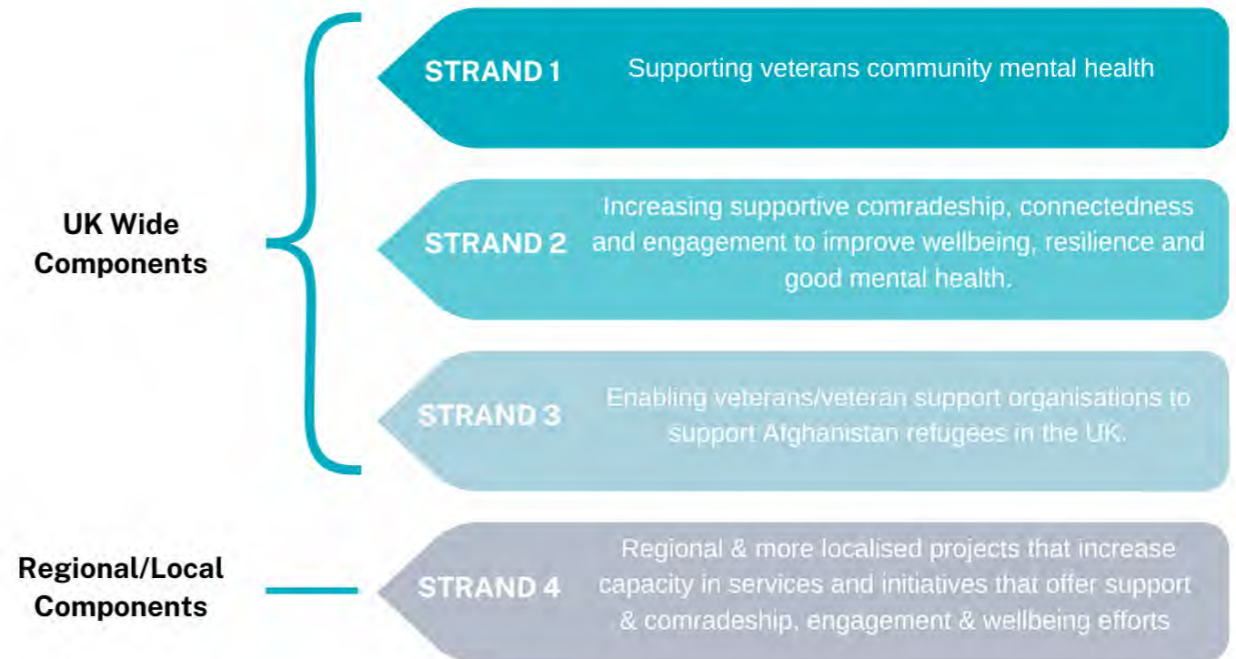 STRAND 1
Supporting veterans community mental health
UK Wide
Components
STRAND 2
Increasing supportive comradeship, connectedness
and engagement to improve wellbeing, resilience and
good mental health.
STRAND 3
Enabling veterans/veteran support organisations to
support Afghanistan refugees in the UK.
Regional/Local
Components
STRAND 4
Regional & more localised projects that increase
capacity in services and initiatives that offer support
& comradeship, engagement & wellbeing efforts